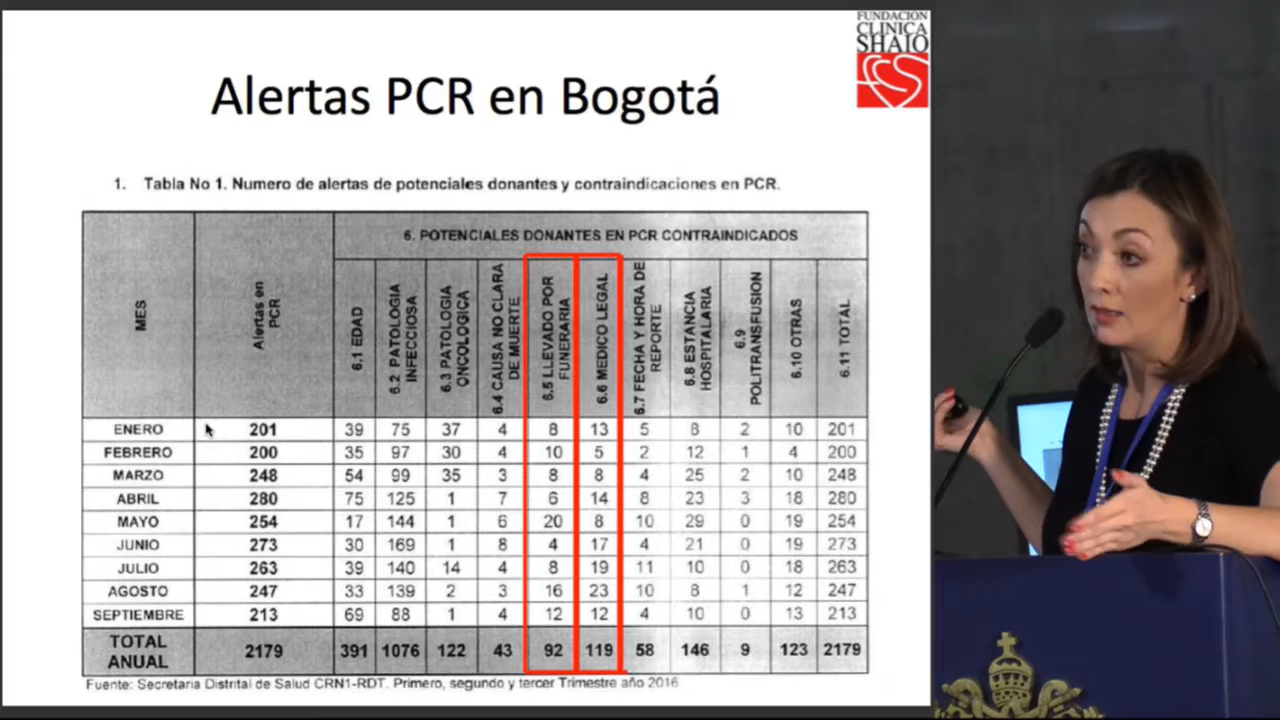 FUNDACION
CLINICA
SHAIO
Alertas PCR en Bogotá
1. Tabla No 1. Numero de alertas de potenciales donantes y contraindicaciones en PCR.
MES
Alertas en PCR
6. POTENCIALES DONANTES EN PCR CONTRAINDICADOS
6.1 EDAD
6.2 PATOLOGIA INFECCIOSA
6.3 PATOLOGIA ONCOLOGICA
6.4 CAUSA NO CLARA DE MUERTE
6.5 LLEVADO POR FUNERARIA
6.6 MEDICO LEGAL
6.7 FECHA Y HORA DE REPORTE
6.8 ESTANCIA HOSPITALARIA
6.9 POLITRANSFUSION
6.10 OTRAS
6.11 TOTAL
ENERO 201 39 75 37 4 8 13 5 8 2 10 201
FEBRERO 200 35 97 30 4 10 5 2 12 1 4 200
MARZO 248 54 99 35 3 8 8 4 25 2 10 248
ABRIL 280 75 125 1 7 6 14 8 23 3 18 280
MAYO 254 17 144 1 6 20 8 10 29 0 19 254
JUNIO 273 30 169 1 8 4 17 4 21 0 19 273
JULIO 263 39 140 14 4 8 19 11 10 0 18 263
AGOSTO 247 33 139 2 3 16 23 10 8 1 12 247
SEPTIEMBRE 213 69 88 1 4 12 12 4 10 0 13 213
TOTAL ANUAL 2179 391 1076 122 43 92 119 58 146 9 123 2179
Fuente: Secretaria Distrital de Salud CRN1-RDT. Primero, segundo y tercer Trimestre año 2016